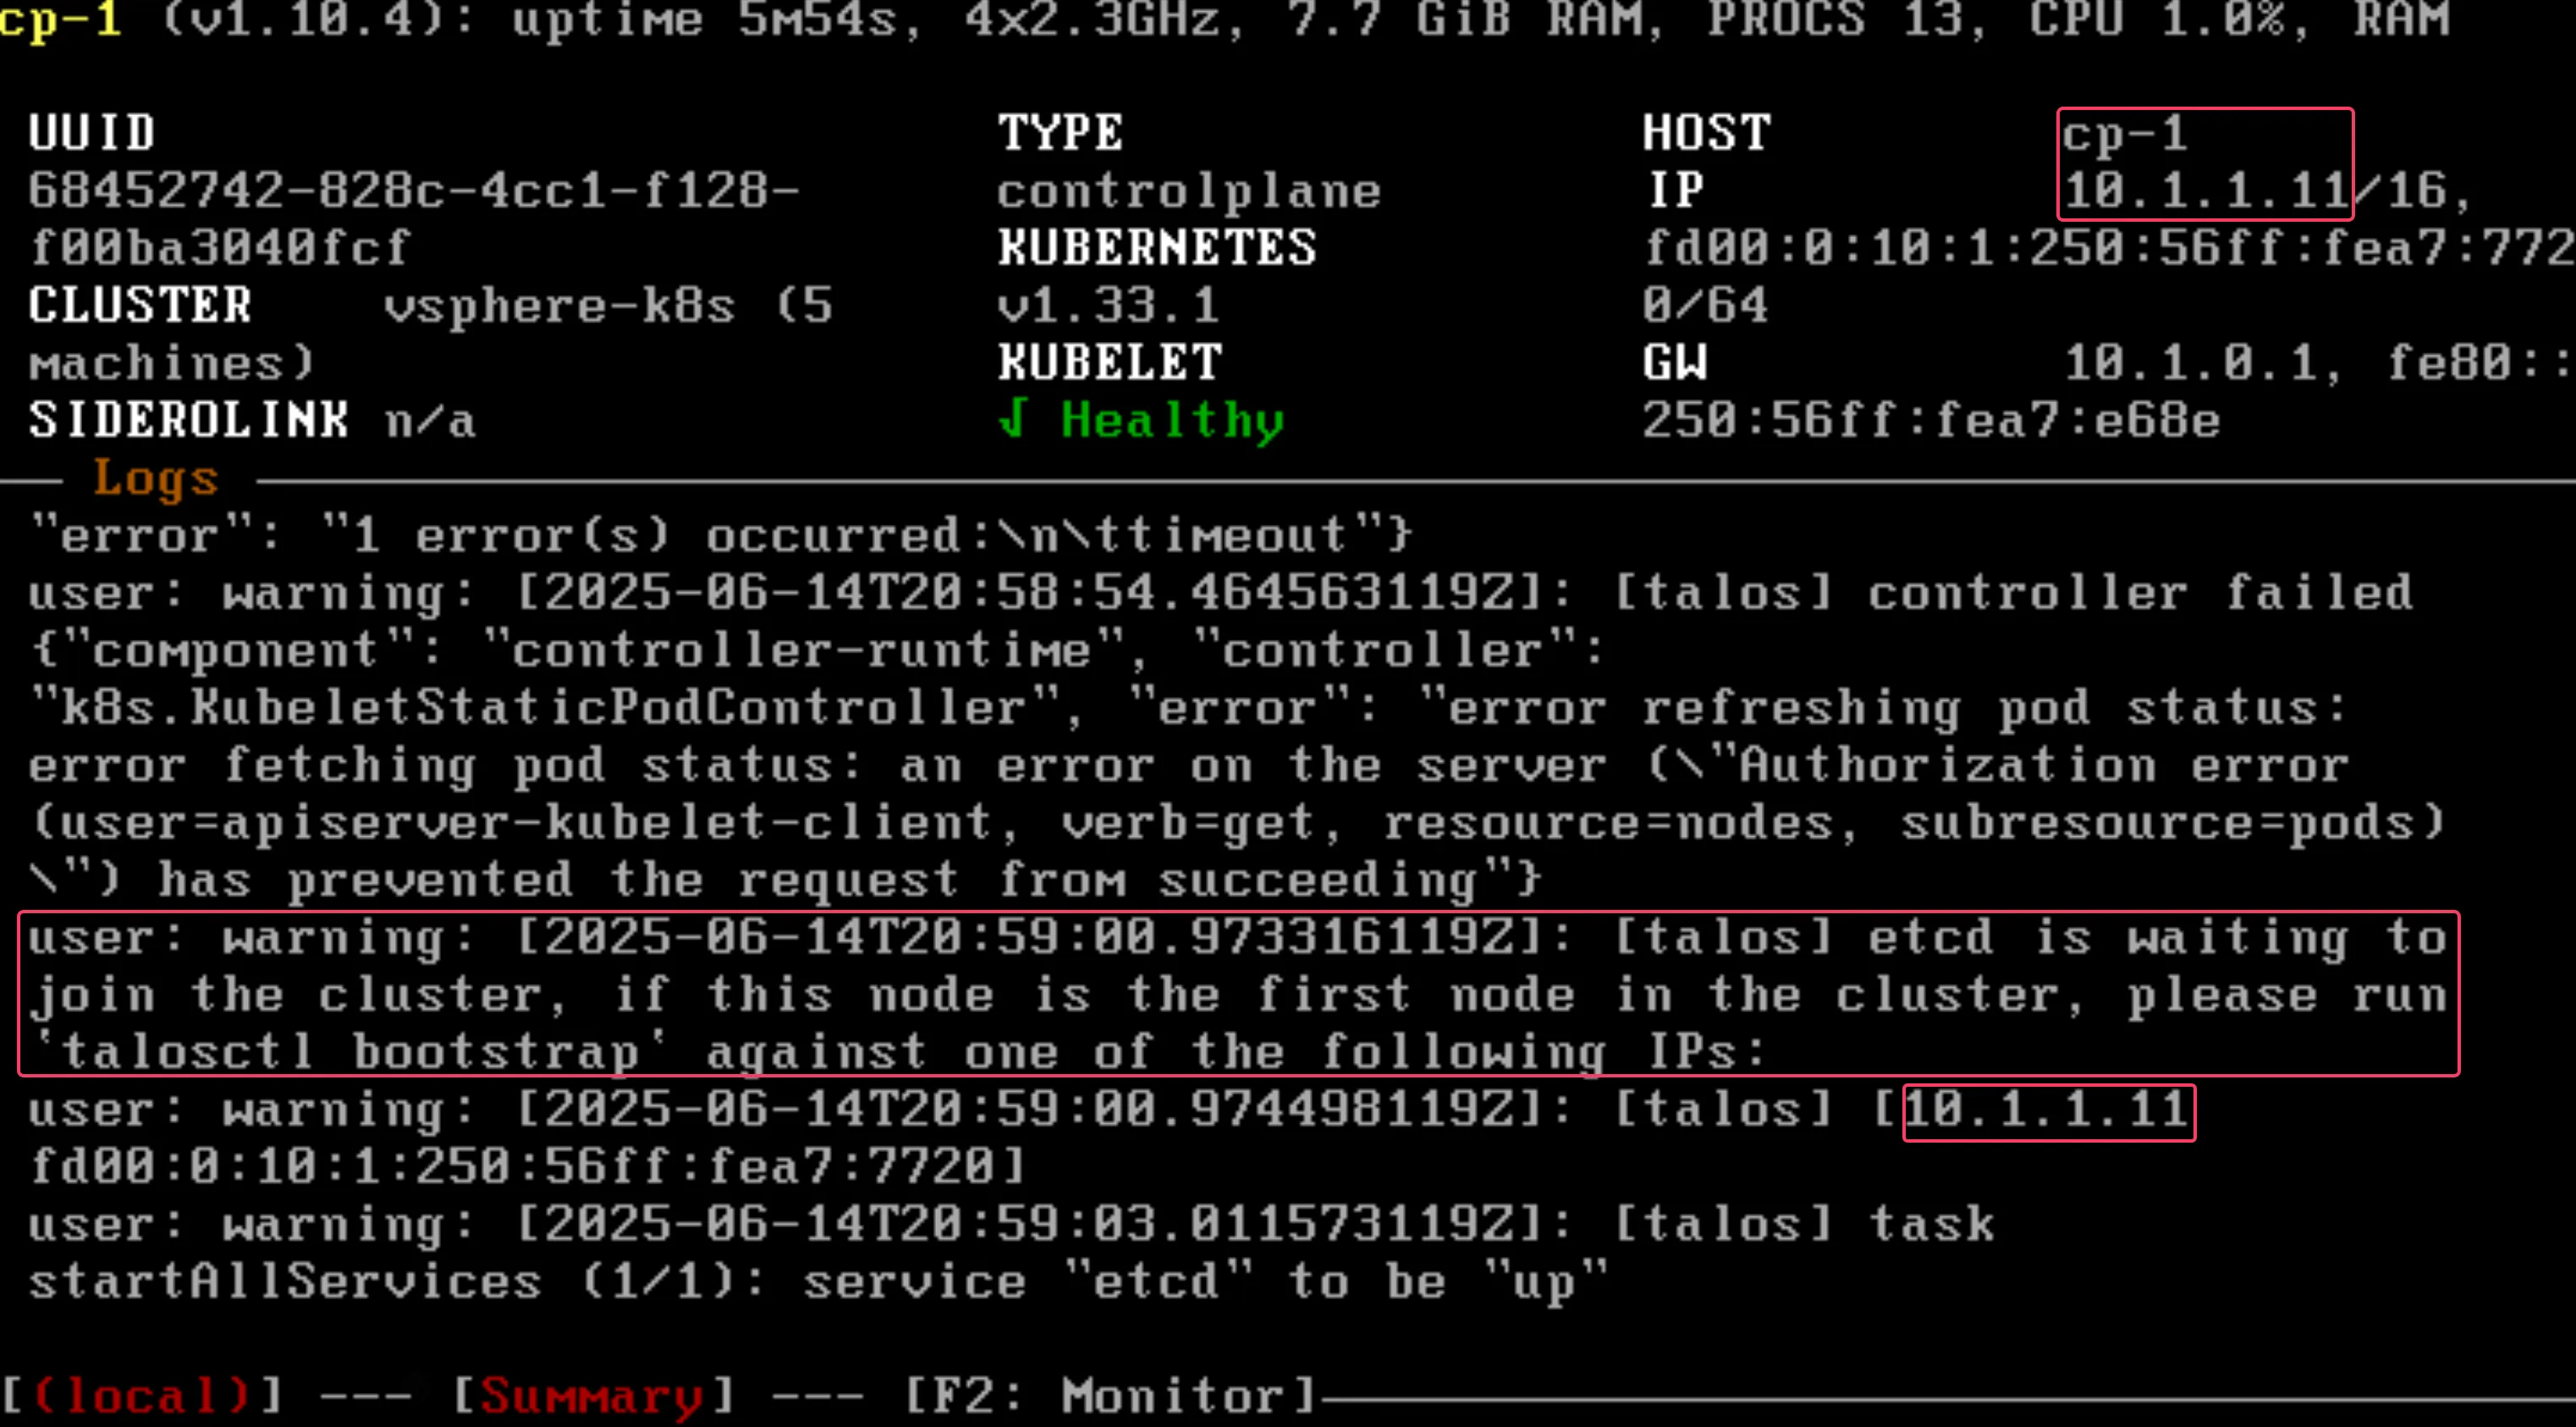 cp-1 (v1.10.4): uptime 5m54s, 4x2.3GHz, 7.7 GiB RAM, PROCS 13, CPU 1.0%, RAM
UUID TYPE HOST cp-1
68452742-828c-4cc1-f128- controlplane IP 10.1.1.11/16,
f00ba3040fcf KUBERNETES fd00:0:10:1:250:56ff:fea7:772
CLUSTER vsphere-k8s (5 v1.33.1 0/64
machines) KUBELET GW 10.1.0.1, fe80::
SIDEROLINK n/a √ Healthy 250:56ff:fea7:e68e
Logs
"error": "1 error(s) occurred:\n\ttimeout"}
user: warning: [2025-06-14T20:58:54.464563119Z]: [talos] controller failed
{"component": "controller-runtime", "controller":
"k8s.KubeletStaticPodController", "error": "error refreshing pod status:
error fetching pod status: an error on the server (\"Authorization error
(user=apiserver-kubelet-client, verb=get, resource=nodes, subresource=pods)
\") has prevented the request from succeeding"}
user: warning: [2025-06-14T20:59:00.973316119Z]: [talos] etcd is waiting to
join the cluster, if this node is the first node in the cluster, please run
'talosctl bootstrap' against one of the following IPs:
user: warning: [2025-06-14T20:59:00.974498119Z]: [talos] [10.1.1.11
fd00:0:10:1:250:56ff:fea7:7720]
user: warning: [2025-06-14T20:59:03.011573119Z]: [talos] task
startAllServices (1/1): service "etcd" to be "up"
[(local)] --- [Summary] --- [F2: Monitor]